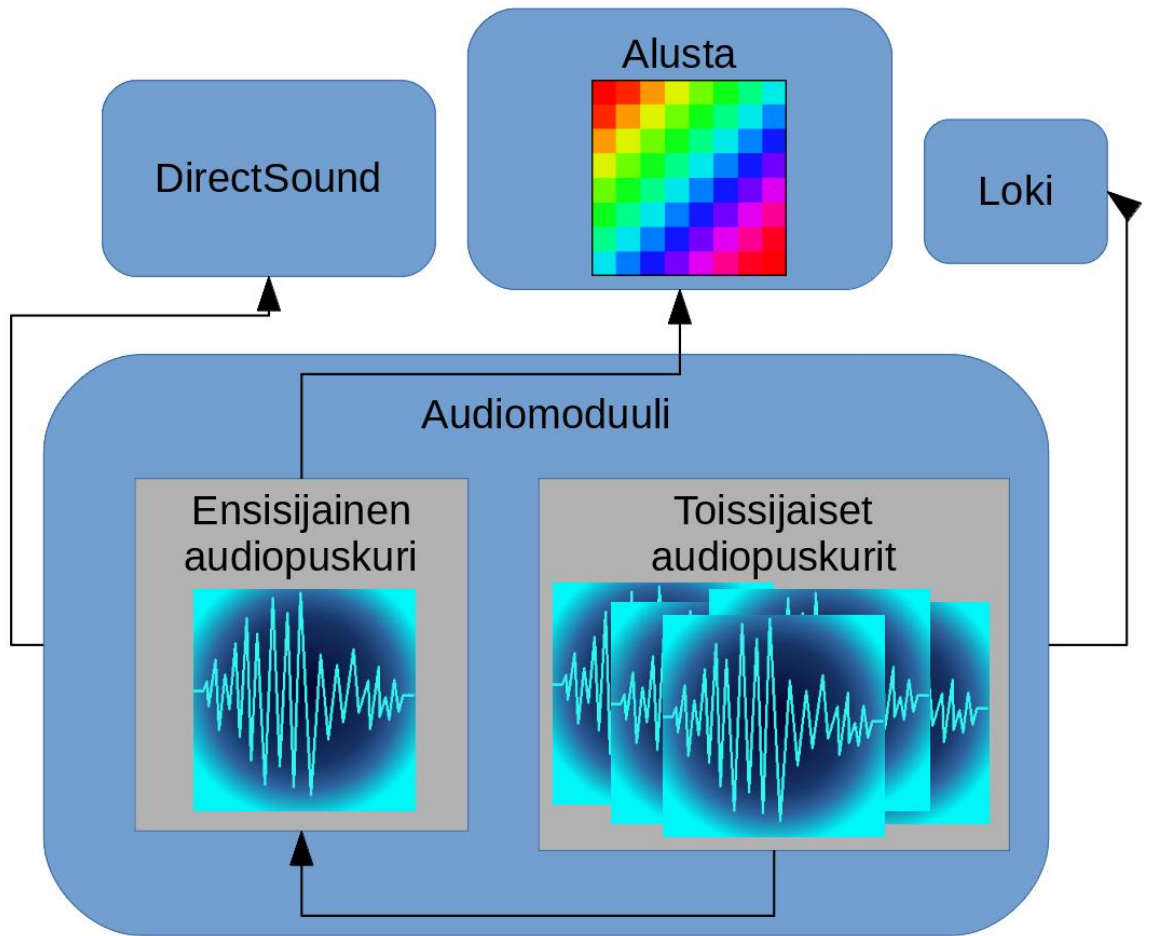 Alusta
DirectSound
Loki
Audiomoduuli
Ensisijainen
audiopuskuri
Toissijaiset
audiopuskurit